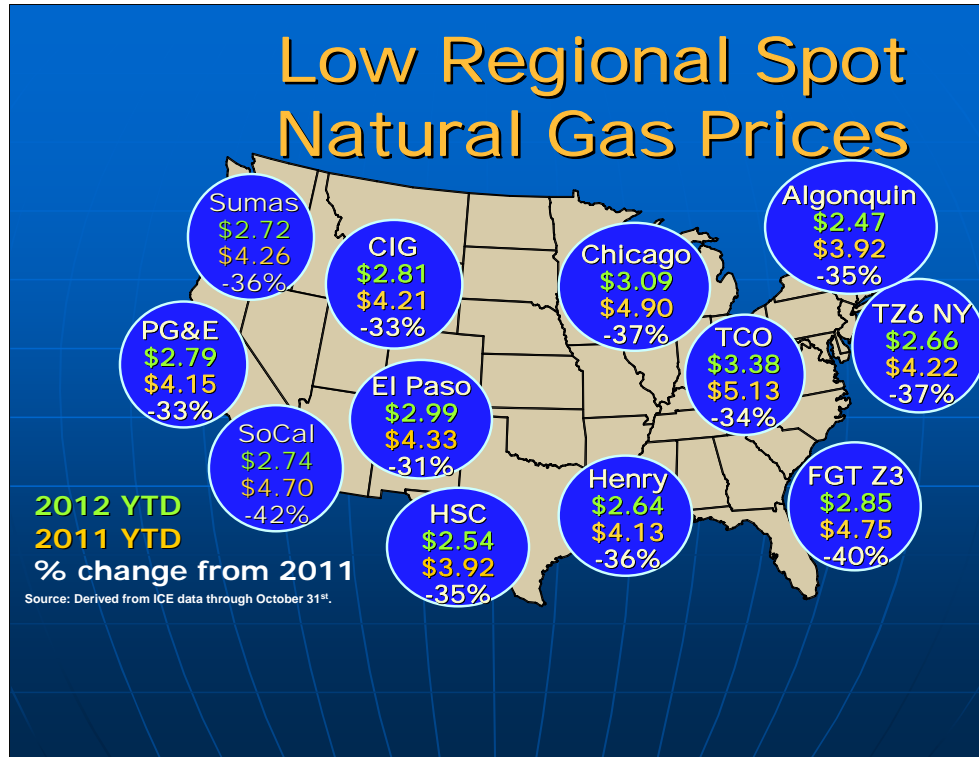 Low Regional Spot
Natural Gas Prices
Sumas
$2.72
$4.26
-36%
CIG
$2.81
$4.21
-33%
Chicago
$3.09
$4.90
-37%
Algonquin
$2.47
$3.92
-35%
PG&E
$2.79
$4.15
-33%
El Paso
$2.99
$4.33
-31%
TCO
$3.38
$5.13
-34%
TZ6 NY
$2.66
$4.22
-37%
SoCal
$2.74
$4.70
-42%
HSC
$2.54
$3.92
-35%
Henry
$2.64
$4.13
-36%
FGT Z3
$2.85
$4.75
-40%
2012 YTD
2011 YTD
% change from 2011
Source: Derived from ICE data through October 31st.